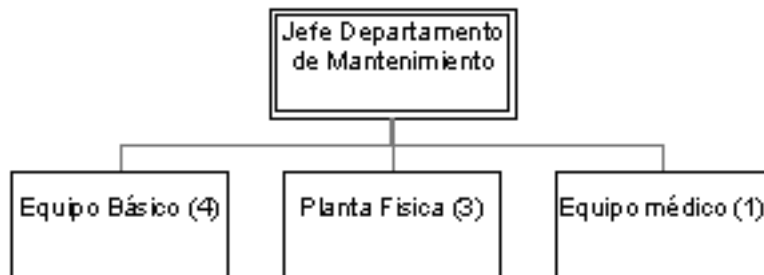 Jefe Departamento
de Mantenimiento
Equipo Básico (4)
Planta Fisica (3)
Equipo médico (1)